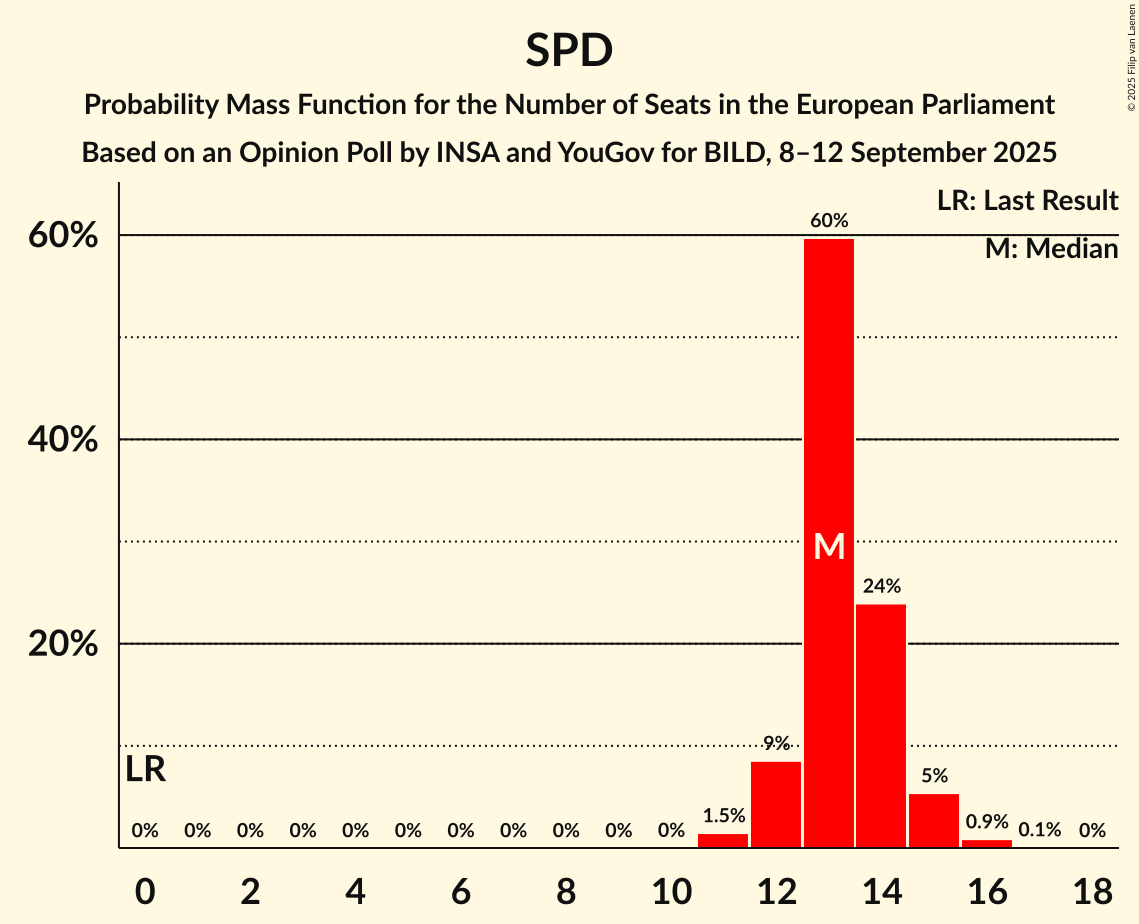 SPD
Probability Mass Function for the Number of Seats in the European Parliament
Based on an Opinion Poll by INSA and YouGov for BILD, 8–12 September 2025
© 2025 Filip van Laenen
LR: Last Result
M: Median
60%
40%
20%
60%
M
24%
9%
5%
LR
0% 0% 0% 0% 0% 0% 0% 0% 0% 0% 0% 1.5% 0.9% 0.1% 0%
0 2 4 6 8 10 12 14 16 18